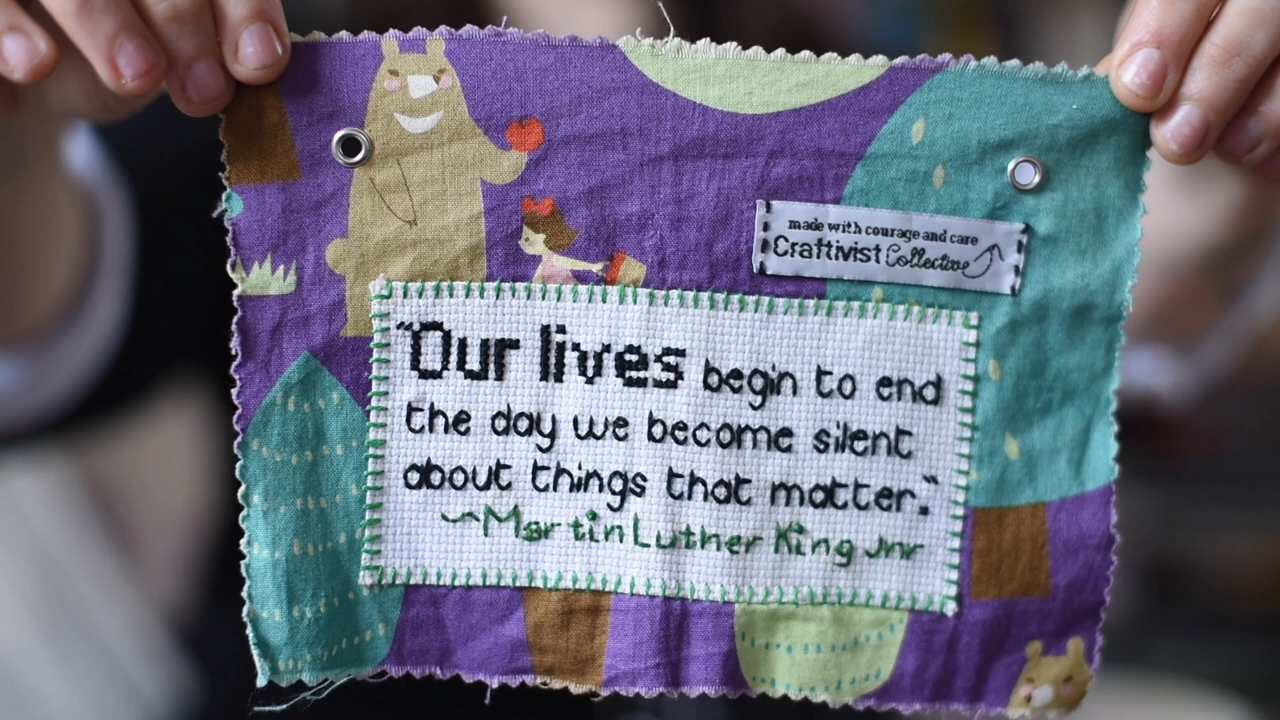 made with courage and care
Craftivist Collective
"Our lives begin to end
the day we become silent
about things that matter."
~Martin Luther King Jnr